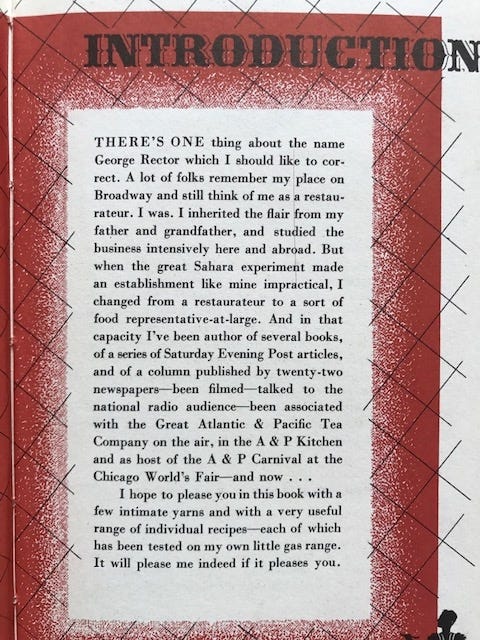 INTRODUCTION
THERE'S ONE thing about the name
George Rector which I should like to cor-
rect. A lot of folks remember my place on
Broadway and still think of me as a restau-
rateur. I was. I inherited the flair from my
father and grandfather, and studied the
business intensively here and abroad. But
when the great Sahara experiment made
an establishment like mine impractical, I
changed from a restaurateur to a sort of
food representative-at-large. And in that
capacity I've been author of several books,
of a series of Saturday Evening Post articles,
and of a column published by twenty-two
newspapers—been filmed—talked to the
national radio audience—been associated
with the Great Atlantic & Pacific Tea
Company on the air, in the A & P Kitchen
and as host of the A & P Carnival at the
Chicago World's Fair—and now . . .
I hope to please you in this book with a
few intimate yarns and with a very useful
range of individual recipes—each of which
has been tested on my own little gas range.
It will please me indeed if it pleases you.